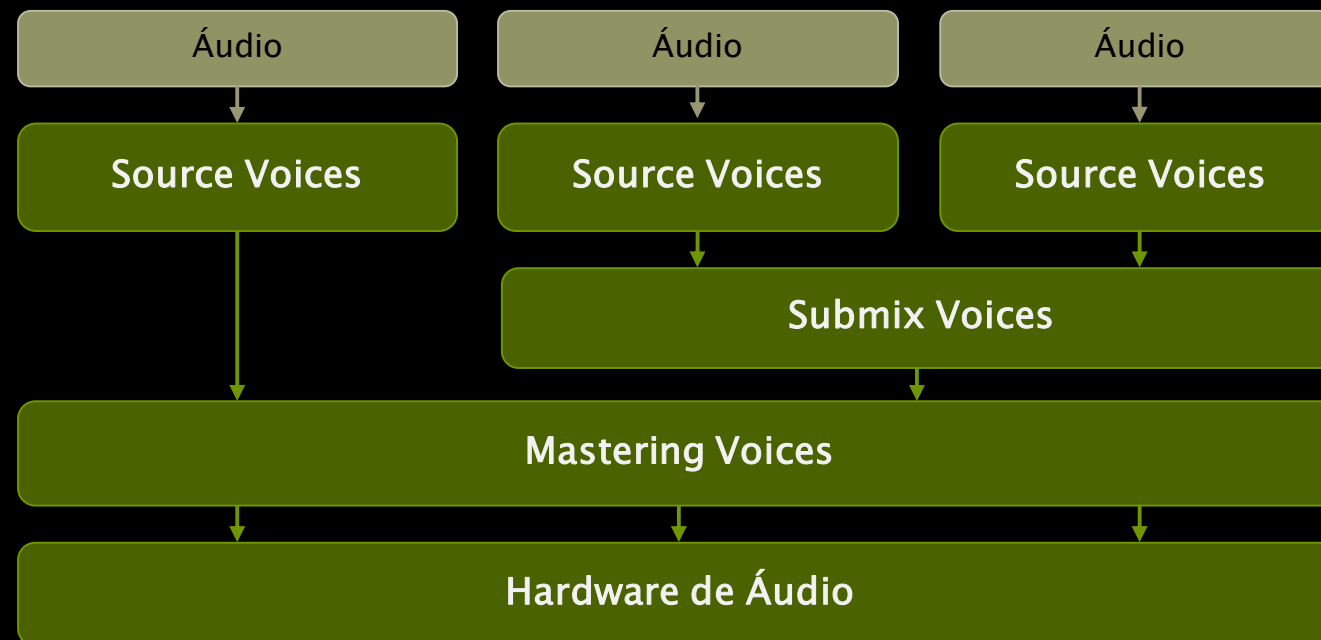 Áudio
Áudio
Áudio
Source Voices
Source Voices
Source Voices
Submix Voices
Mastering Voices
Hardware de Áudio